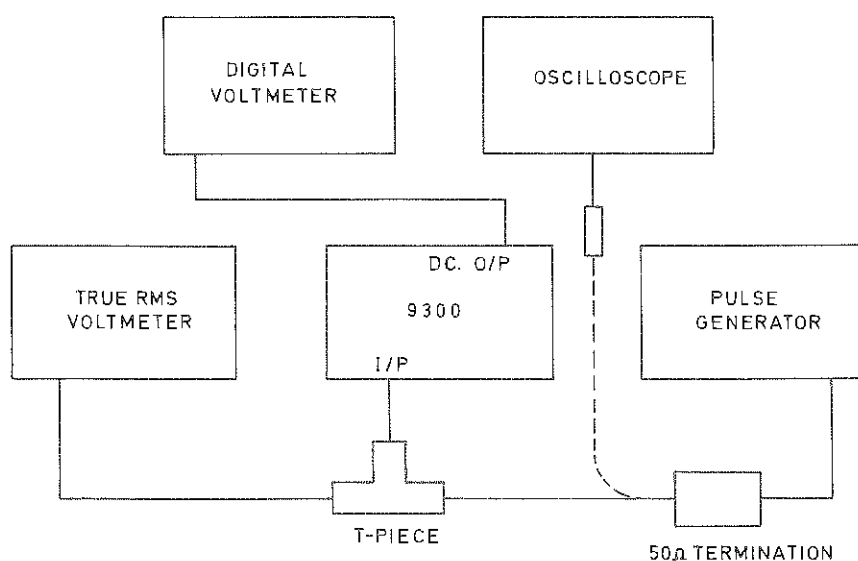 DIGITAL
VOLTMETER
OSCILLOSCOPE
TRUE RMS
VOLTMETER
DC. O/P
9300
I/P
PULSE
GENERATOR
T-PIECE
50Ω TERMINATION